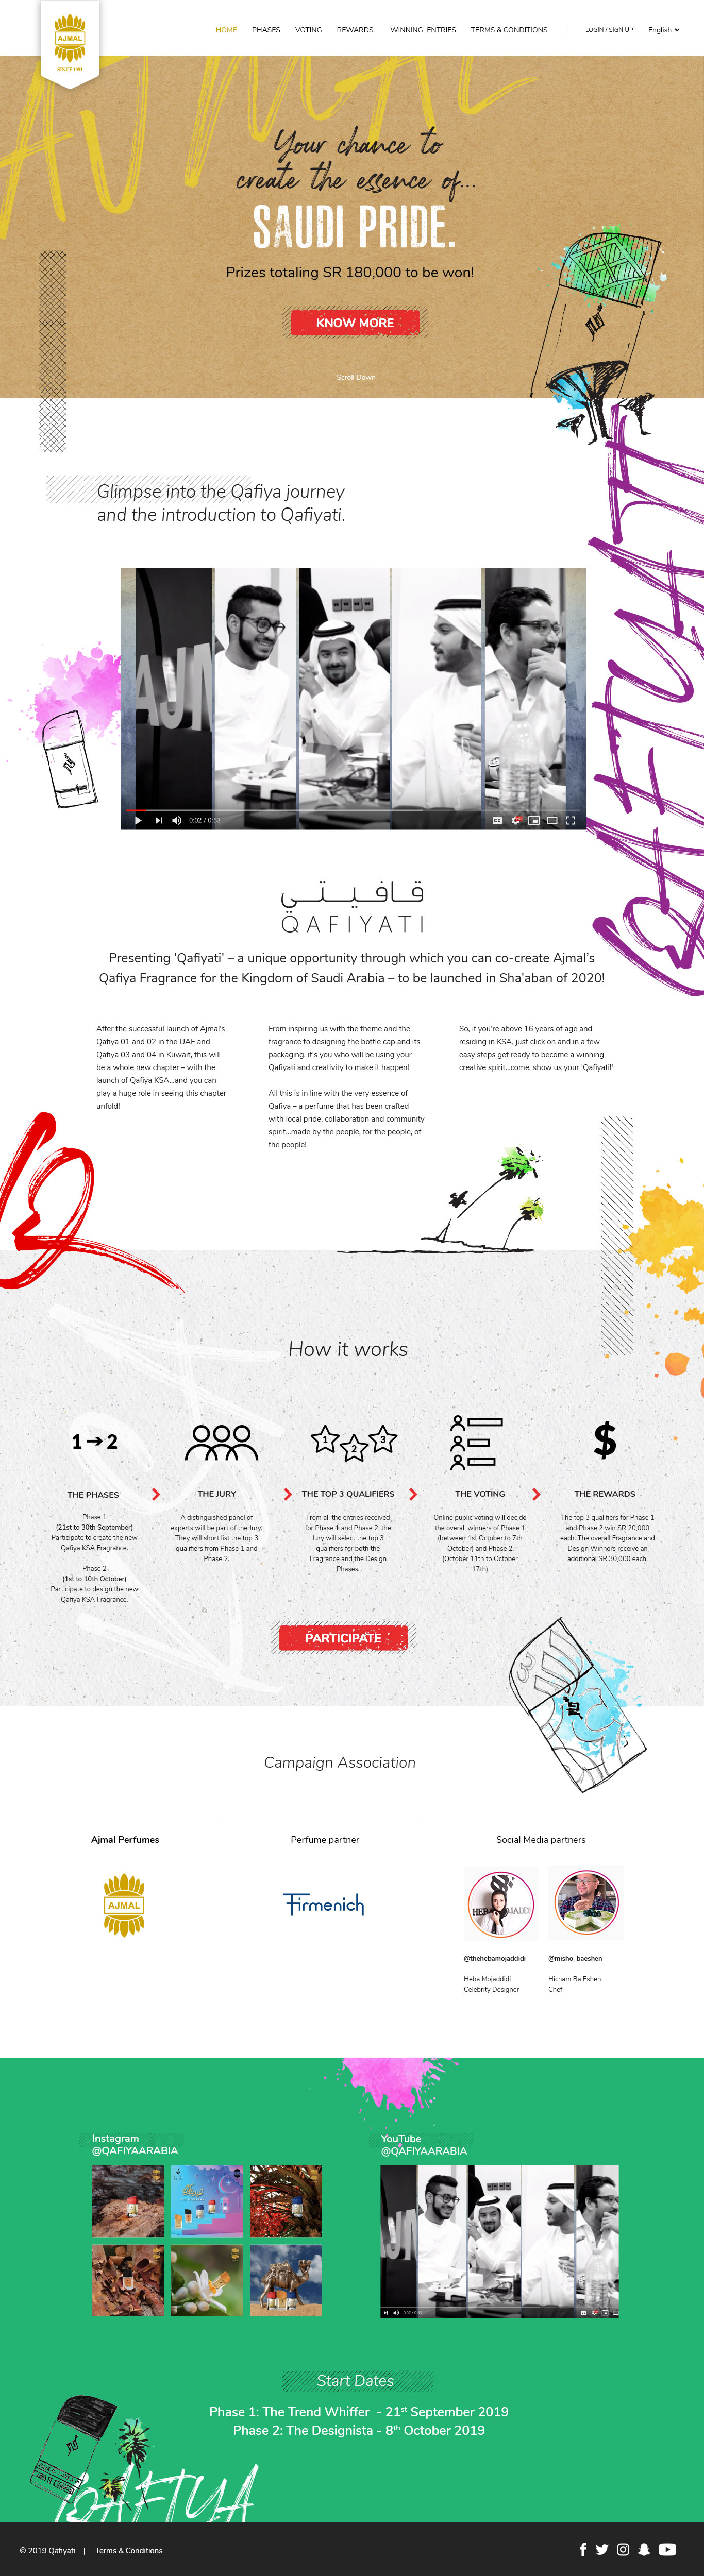 AJMAL
SINCE 1951
HOME PHASES VOTING REWARDS WINNING ENTRIES TERMS & CONDITIONS LOGIN / SIGN UP English
AJMAL
Your chance to
create the essence of...
SAUDI PRIDE.
Prizes totaling SR 180,000 to be won!
KNOW MORE
Scroll Down
Glimpse into the Qafiya journey
and the introduction to Qafiyati.
0:02 / 0:53
قافيتي
QAFIYATI
Presenting 'Qafiyati' – a unique opportunity through which you can co-create Ajmal's
Qafiya Fragrance for the Kingdom of Saudi Arabia – to be launched in Sha'aban of 2020!
After the successful launch of Ajmal's
Qafiya 01 and 02 in the UAE and
Qafiya 03 and 04 in Kuwait, this will
be a whole new chapter – with the
launch of Qafiya KSA...and you can
play a huge role in seeing this chapter
unfold!
From inspiring us with the theme and the
fragrance to designing the bottle cap and its
packaging, it's you who will be using your
Qafiyati and creativity to make it happen!
All this is in line with the very essence of
Qafiya – a perfume that has been crafted
with local pride, collaboration and community
spirit...made by the people, for the people, of
the people!
So, if you're above 16 years of age and
residing in KSA, just click on and in a few
easy steps get ready to become a winning
creative spirit...come, show us your 'Qafiyati!'
How it works
1 → 2
THE PHASES
Phase 1
(21st to 30th September)
Participate to create the new
Qafiya KSA Fragrance.
Phase 2
(1st to 10th October)
Participate to design the new
Qafiya KSA Fragrance.
THE JURY
A distinguished panel of
experts will be part of the Jury.
They will short list the top 3
qualifiers from Phase 1 and
Phase 2.
1 2 3
THE TOP 3 QUALIFIERS
From all the entries received
for Phase 1 and Phase 2, the
Jury will select the top 3
qualifiers for both the
Fragrance and the Design
Phases.
THE VOTING
Online public voting will decide
the overall winners of Phase 1
(between 1st October to 7th
October) and Phase 2.
(October 11th to October
17th)
$
THE REWARDS
The top 3 qualifiers for Phase 1
and Phase 2 win SR 20,000
each. The overall Fragrance and
Design Winners receive an
additional SR 30,000 each.
PARTICIPATE
Campaign Association
Ajmal Perfumes
AJMAL
Perfume partner
Firmenich
Social Media partners
@thehebamojaddidi
Heba Mojaddidi
Celebrity Designer
@misho_baeshen
Hicham Ba Eshen
Chef
Instagram
@QAFIYAARABIA
YouTube
@QAFIYAARABIA
Start Dates
Phase 1: The Trend Whiffer - 21st September 2019
Phase 2: The Designista - 8th October 2019
QAFIYA
© 2019 Qafiyati | Terms & Conditions